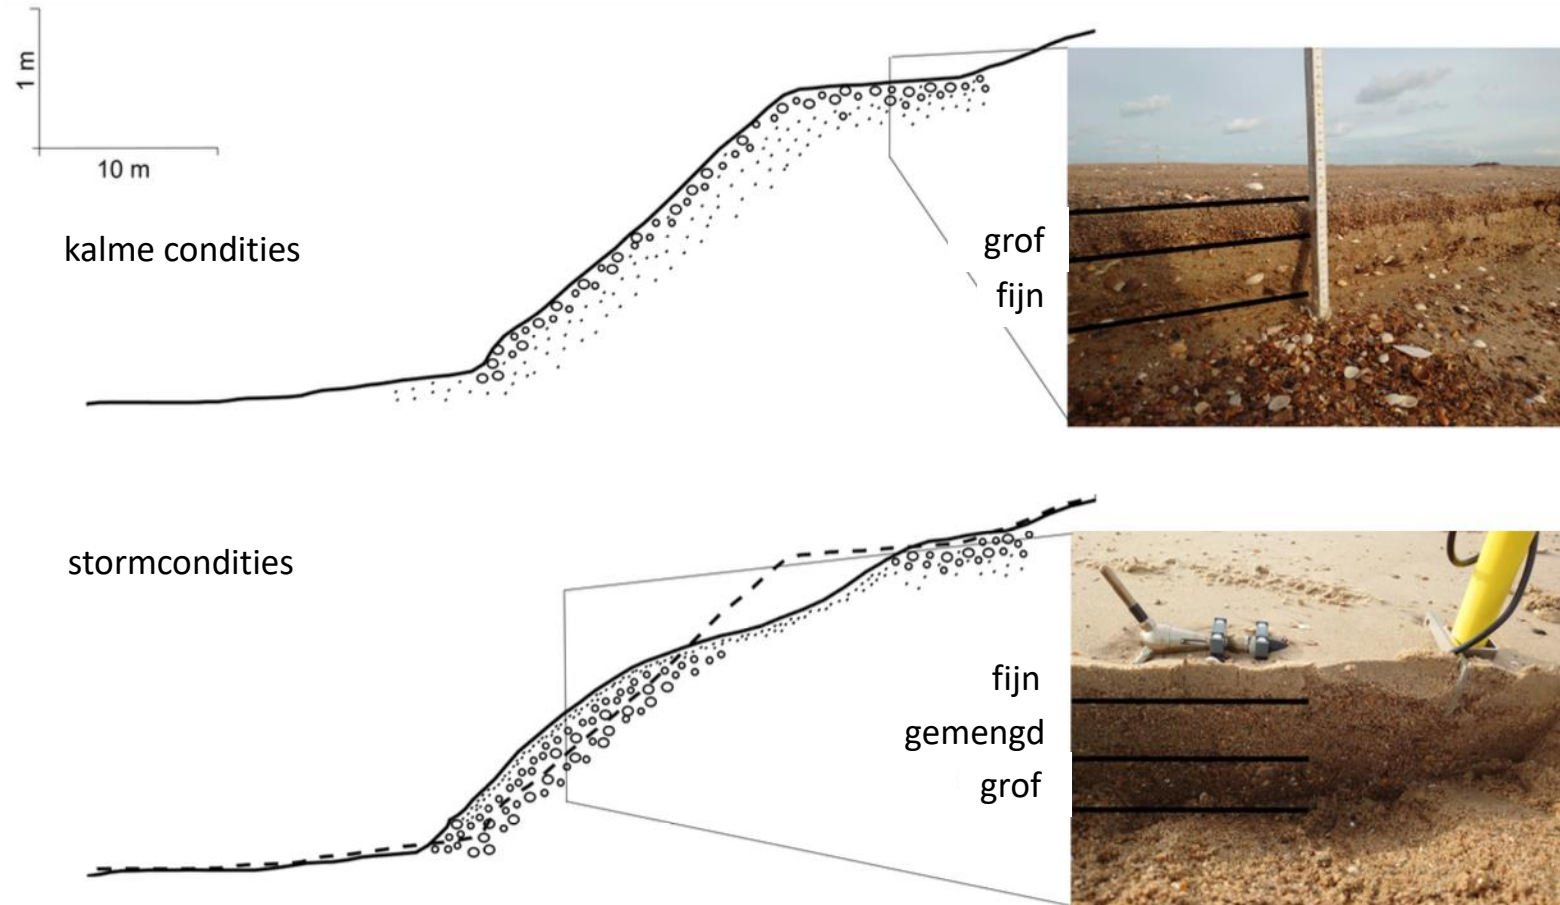 1 m
10 m
kalme condities
grof
fijn
stormcondities
fijn
gemengd
grof